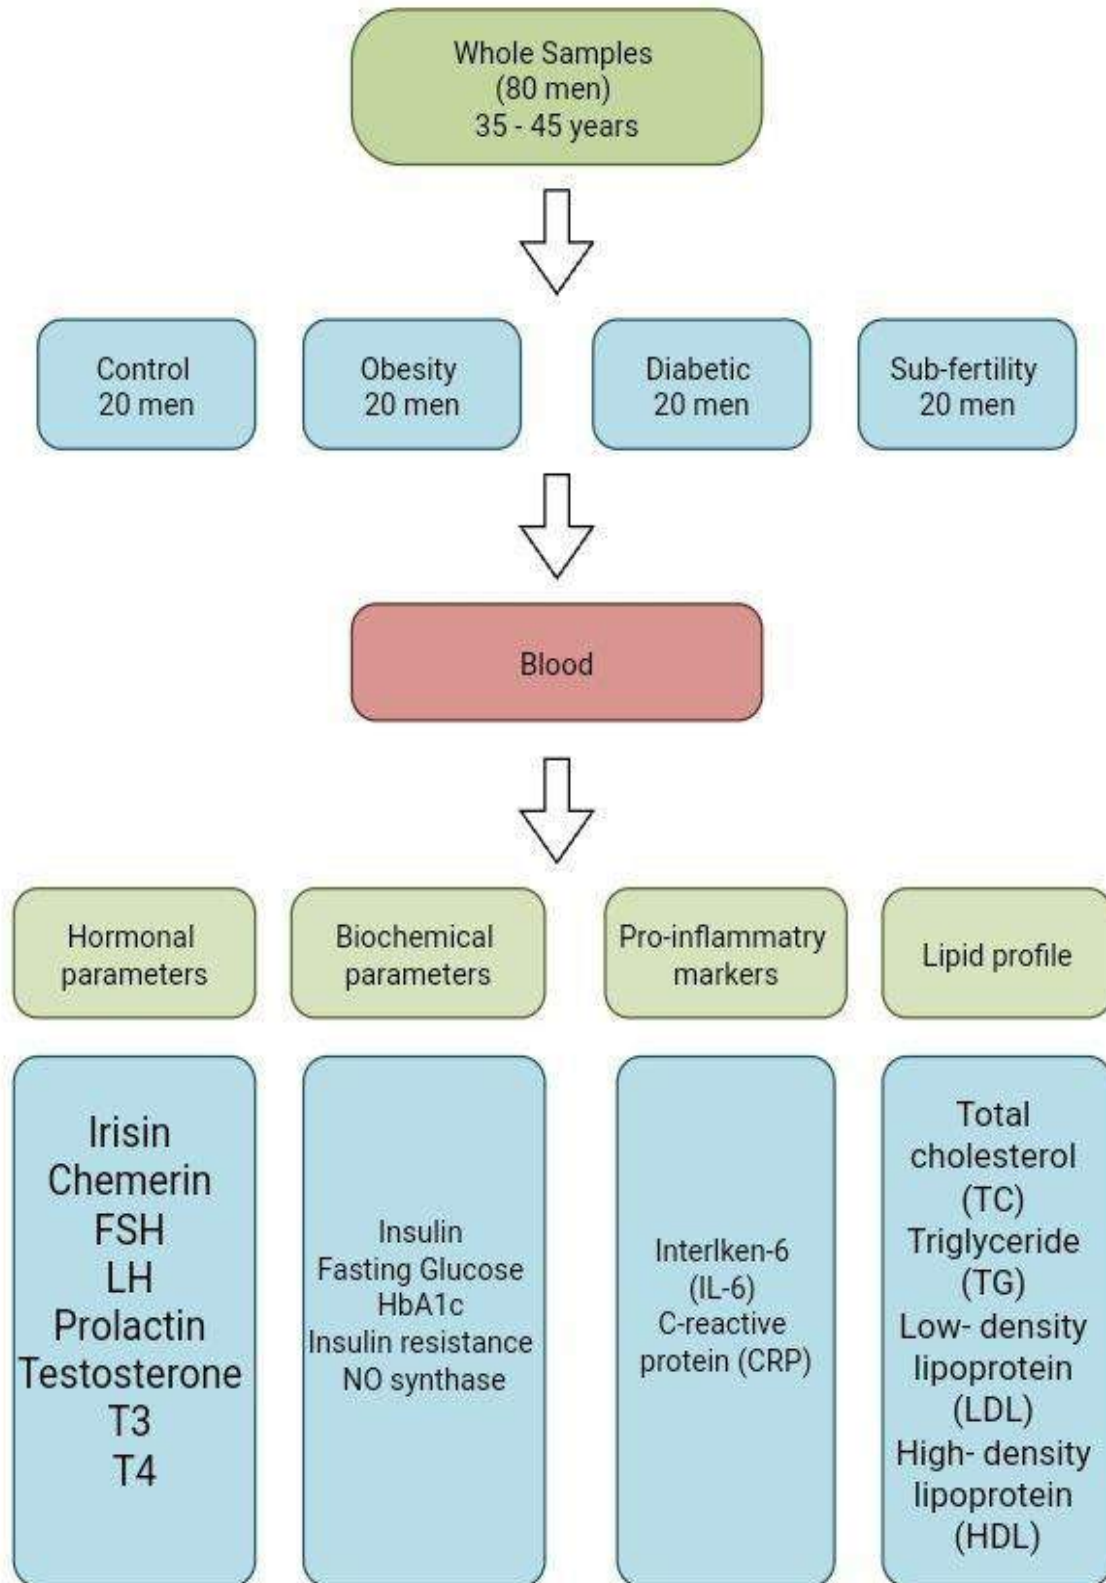 Whole Samples
(80 men)
35 - 45 years
Control
20 men
Obesity
20 men
Diabetic
20 men
Sub-fertility
20 men
Blood
Hormonal
parameters
Biochemical
parameters
Pro-inflammatry
markers
Lipid profile
Irisin
Chemerin
FSH
LH
Prolactin
Testosterone
T3
T4
Insulin
Fasting Glucose
HbA1c
Insulin resistance
NO synthase
Interlken-6
(IL-6)
C-reactive
protein (CRP)
Total
cholesterol
(TC)
Triglyceride
(TG)
Low- density
lipoprotein
(LDL)
High- density
lipoprotein
(HDL)